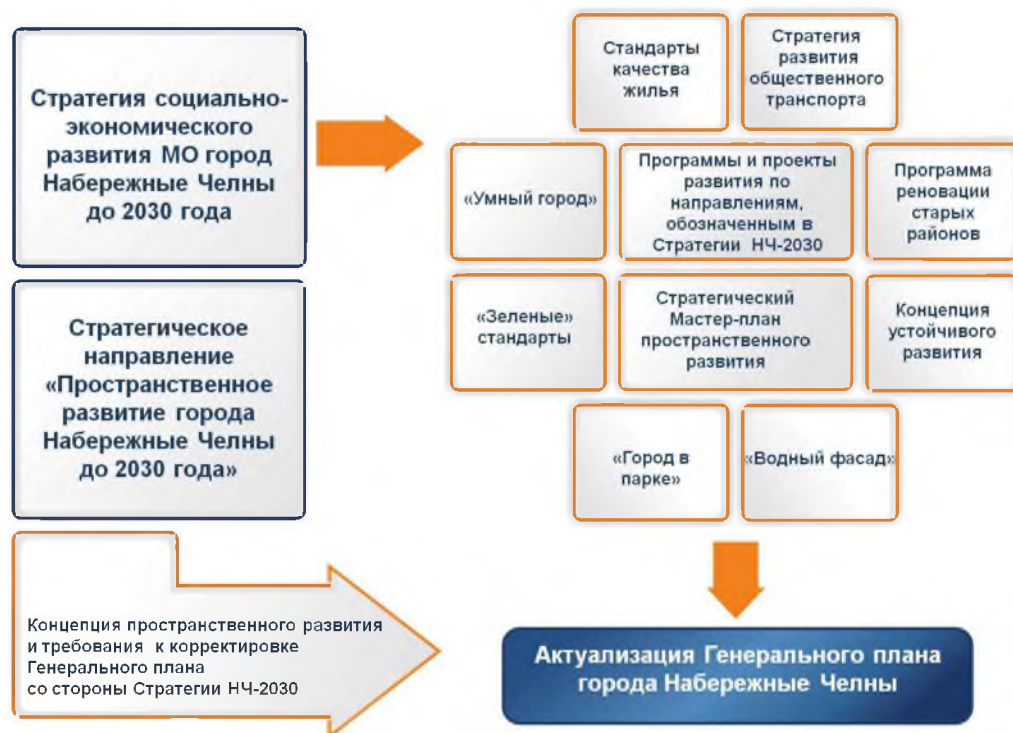 Стратегия социально-
экономического
развития МО город
Набережные Челны
до 2030 года
Стратегическое
направление
«Пространственное
развитие города
Набережные Челны
до 2030 года»
Стандарты
качества
жилья
Стратегия
развития
общественного
транспорта
«Умный город»
Программы и проекты
развития по
направлениям,
обозначенным в
Стратегии НЧ-2030
Программа
реновации
старых
районов
«Зеленые»
стандарты
Стратегический
Мастер-план
пространственного
развития
Концепция
устойчивого
развития
«Город в
парке»
«Водный фасад»
Концепция пространственного развития
и требования к корректировке
Генерального плана
со стороны Стратегии НЧ-2030
Актуализация Генерального плана
города Набережные Челны